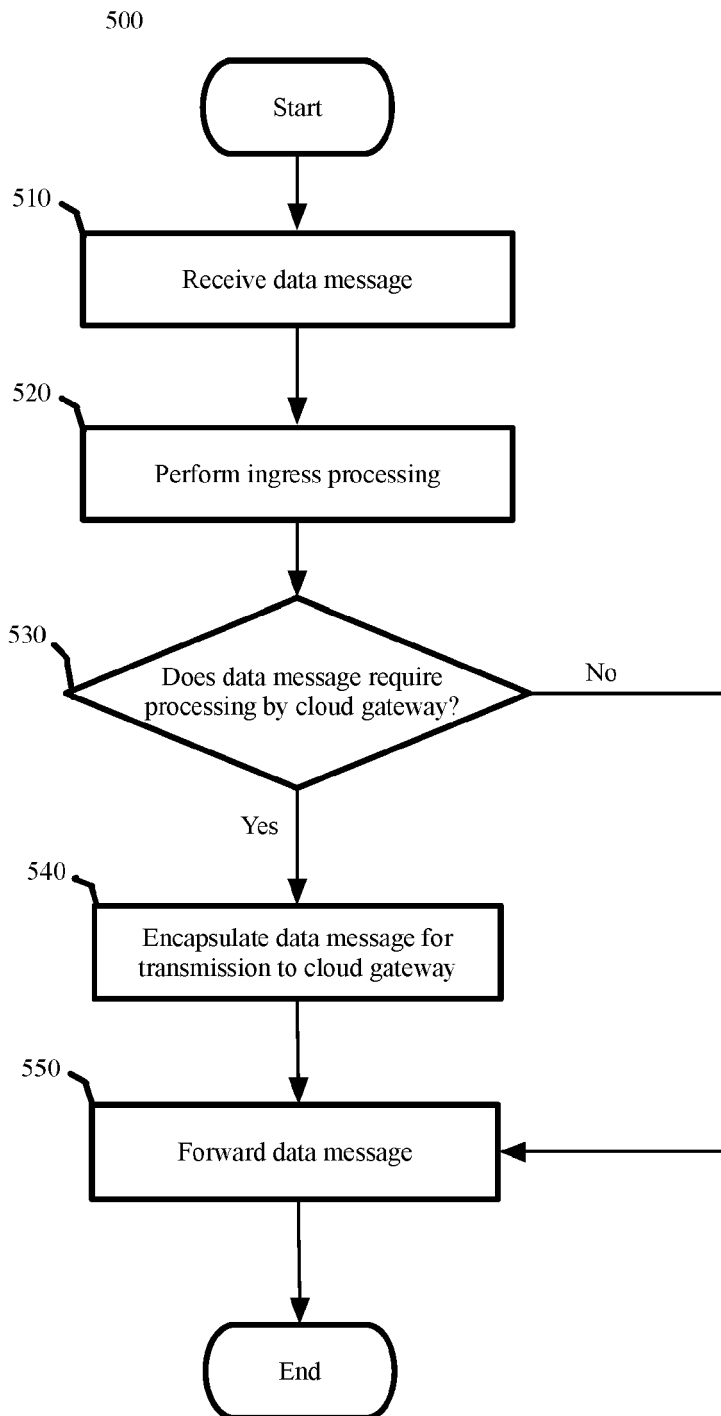 500
Start
510
Receive data message
520
Perform ingress processing
530
Does data message require
processing by cloud gateway?
No
Yes
540
Encapsulate data message for
transmission to cloud gateway
550
Forward data message
End